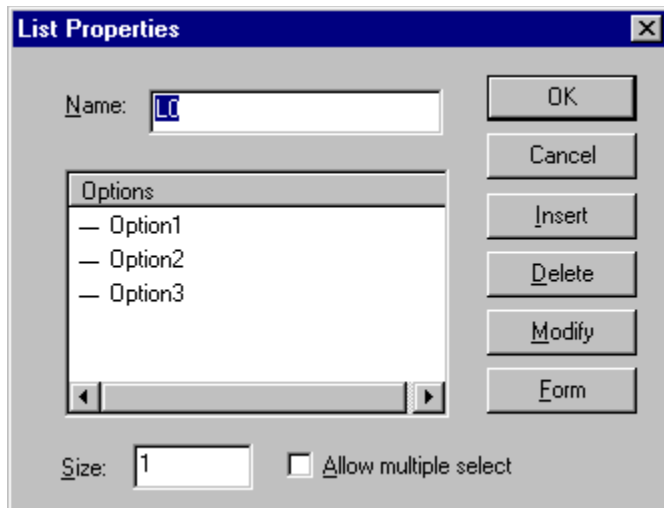 List Properties
Name: L0
OK
Cancel
Options
— Option1
— Option2
— Option3
Insert
Delete
Modify
Form
Size: 1
Allow multiple select